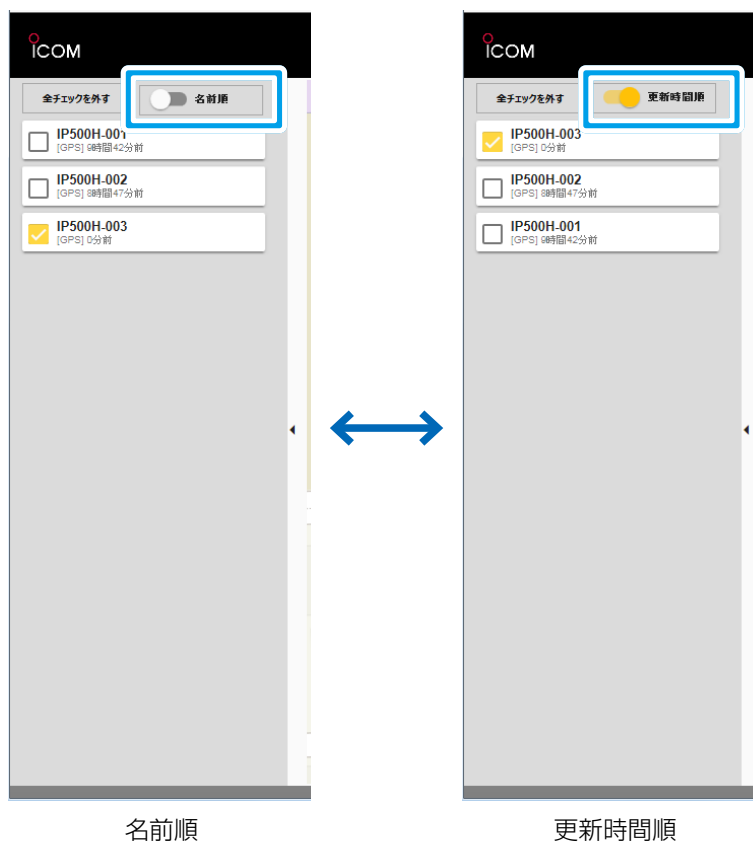 ICOM
全チェックを外す 名前順
IP500H-001
[GPS] 9時間42分前
IP500H-002
[GPS] 8時間47分前
IP500H-003
[GPS] 0分前
名前順
ICOM
全チェックを外す 更新時間順
IP500H-003
[GPS] 0分前
IP500H-002
[GPS] 8時間47分前
IP500H-001
[GPS] 9時間42分前
更新時間順